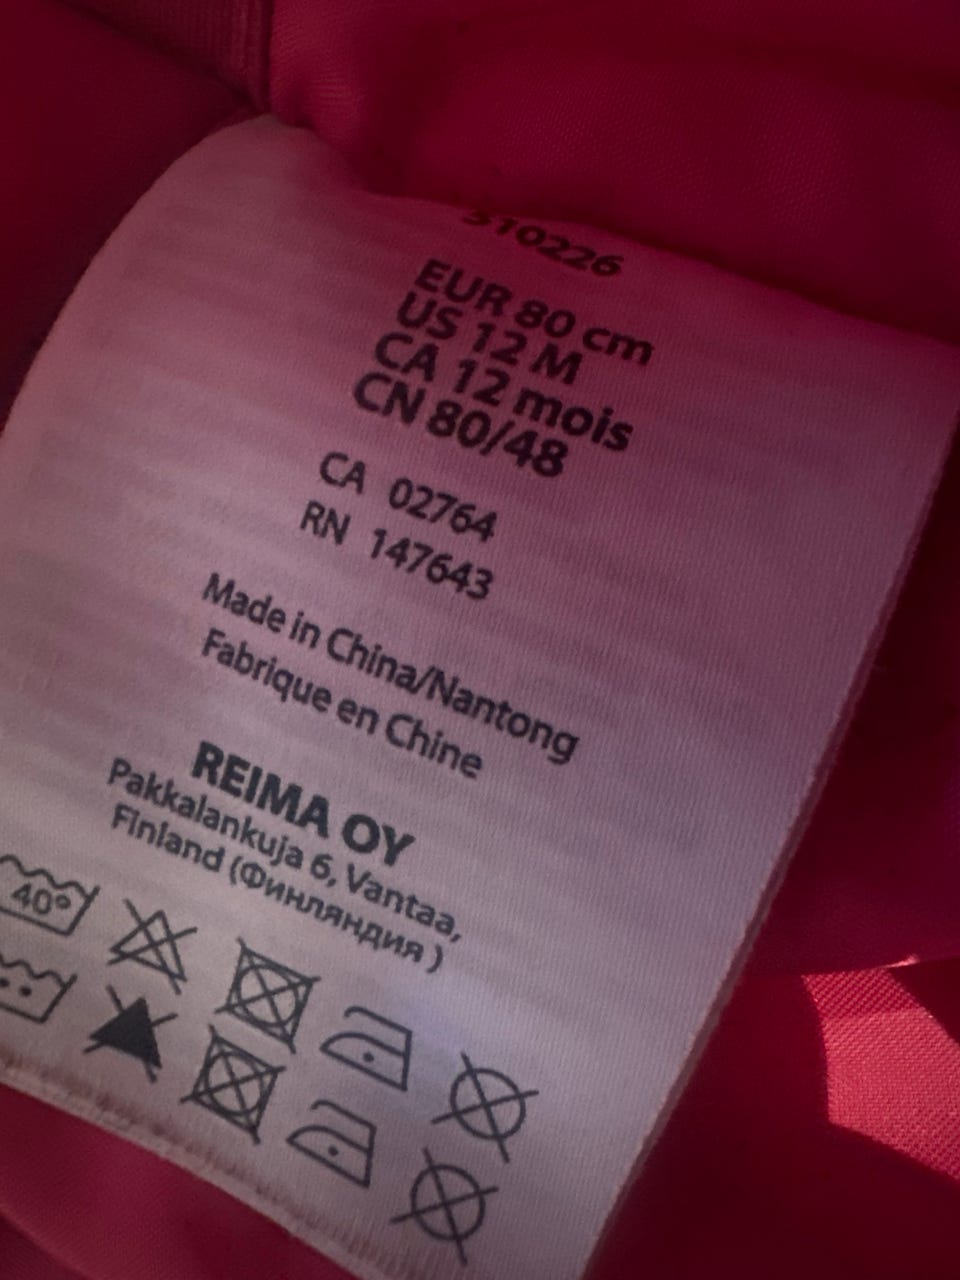 510226
EUR 80 cm
US 12 M
CA 12 mois
CN 80/48
CA 02764
RN 147643
Made in China/Nantong
Fabrique en Chine
REIMA OY
Pakkalankuja 6, Vantaa,
Finland (Финляндия )
40°